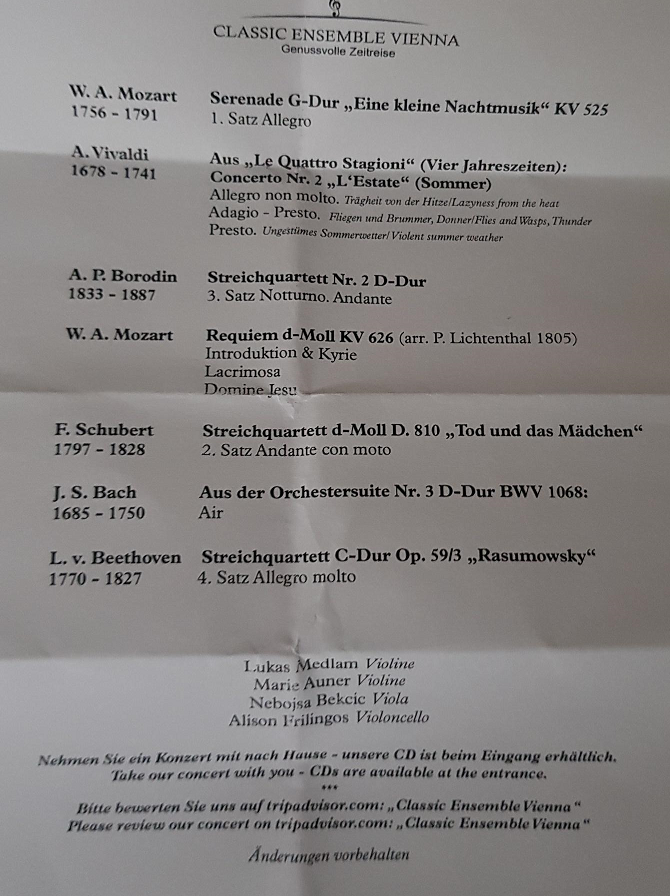 CLASSIC ENSEMBLE VIENNA
Genussvolle Zeitreise
W. A. Mozart Serenade G-Dur „Eine kleine Nachtmusik“ KV 525
1756 - 1791 1. Satz Allegro
A. Vivaldi Aus „Le Quattro Stagioni“ (Vier Jahreszeiten):
1678 - 1741 Concerto Nr. 2 „L‘Estate“ (Sommer)
Allegro non molto. Trägheit von der Hitze/Lazyness from the heat
Adagio - Presto. Fliegen und Brummer, Donner/Flies and Wasps, Thunder
Presto. Ungestümes Sommerwetter/Violent summer weather
A. P. Borodin Streichquartett Nr. 2 D-Dur
1833 - 1887 3. Satz Notturno. Andante
W. A. Mozart Requiem d-Moll KV 626 (arr. P. Lichtenthal 1805)
Introduktion & Kyrie
Lacrimosa
Domine Jesu
F. Schubert Streichquartett d-Moll D. 810 „Tod und das Mädchen“
1797 - 1828 2. Satz Andante con moto
J. S. Bach Aus der Orchestersuite Nr. 3 D-Dur BWV 1068:
1685 - 1750 Air
L. v. Beethoven Streichquartett C-Dur Op. 59/3 „Rasumowsky“
1770 - 1827 4. Satz Allegro molto
Lukas Medlam Violine
Marie Auner Violine
Nebojsa Bekcic Viola
Alison Frilingos Violoncello
Nehmen Sie ein Konzert mit nach Hause - unsere CD ist beim Eingang erhältlich.
Take our concert with you - CDs are available at the entrance.
***
Bitte bewerten Sie uns auf tripadvisor.com: „Classic Ensemble Vienna“
Please review our concert on tripadvisor.com: „Classic Ensemble Vienna“
Änderungen vorbehalten